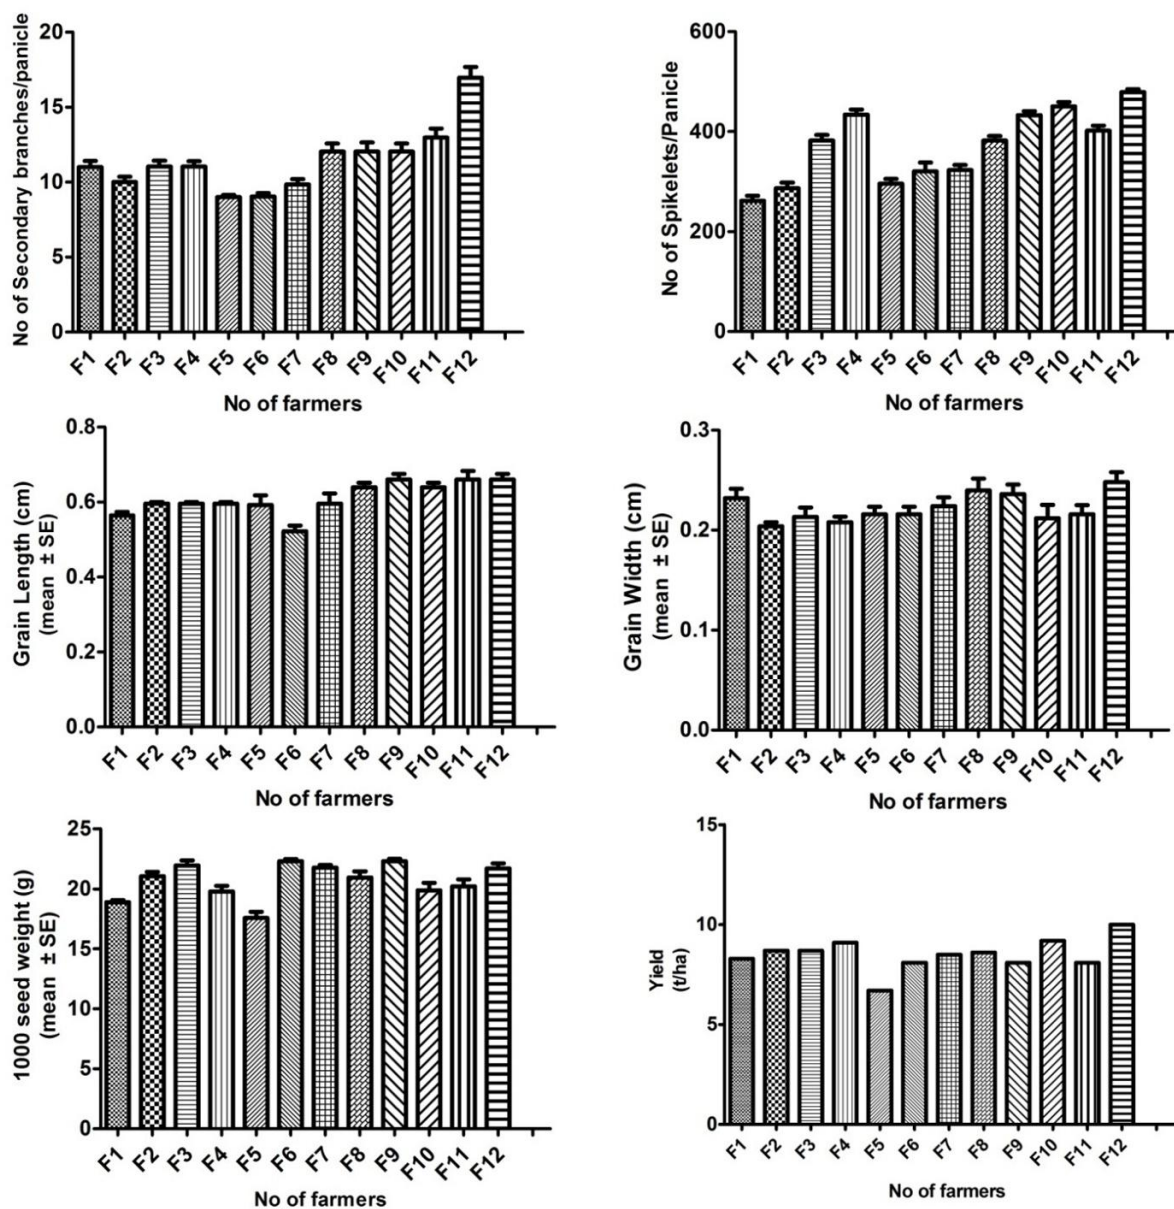 No of Secondary branches/panicle
20
15
10
5
0
F1 F2 F3 F4 F5 F6 F7 F8 F9 F10 F11 F12
No of farmers
No of Spikelets/Panicle
600
400
200
0
F1 F2 F3 F4 F5 F6 F7 F8 F9 F10 F11 F12
No of farmers
Grain Length (cm)
(mean ± SE)
0.8
0.6
0.4
0.2
0.0
F1 F2 F3 F4 F5 F6 F7 F8 F9 F10 F11 F12
No of farmers
Grain Width (cm)
(mean ± SE)
0.3
0.2
0.1
0.0
F1 F2 F3 F4 F5 F6 F7 F8 F9 F10 F11 F12
No of farmers
1000 seed weight (g)
(mean ± SE)
25
20
15
10
5
0
F1 F2 F3 F4 F5 F6 F7 F8 F9 F10 F11 F12
No of farmers
Yield
(t/ha)
15
10
5
0
F1 F2 F3 F4 F5 F6 F7 F8 F9 F10 F11 F12
No of farmers